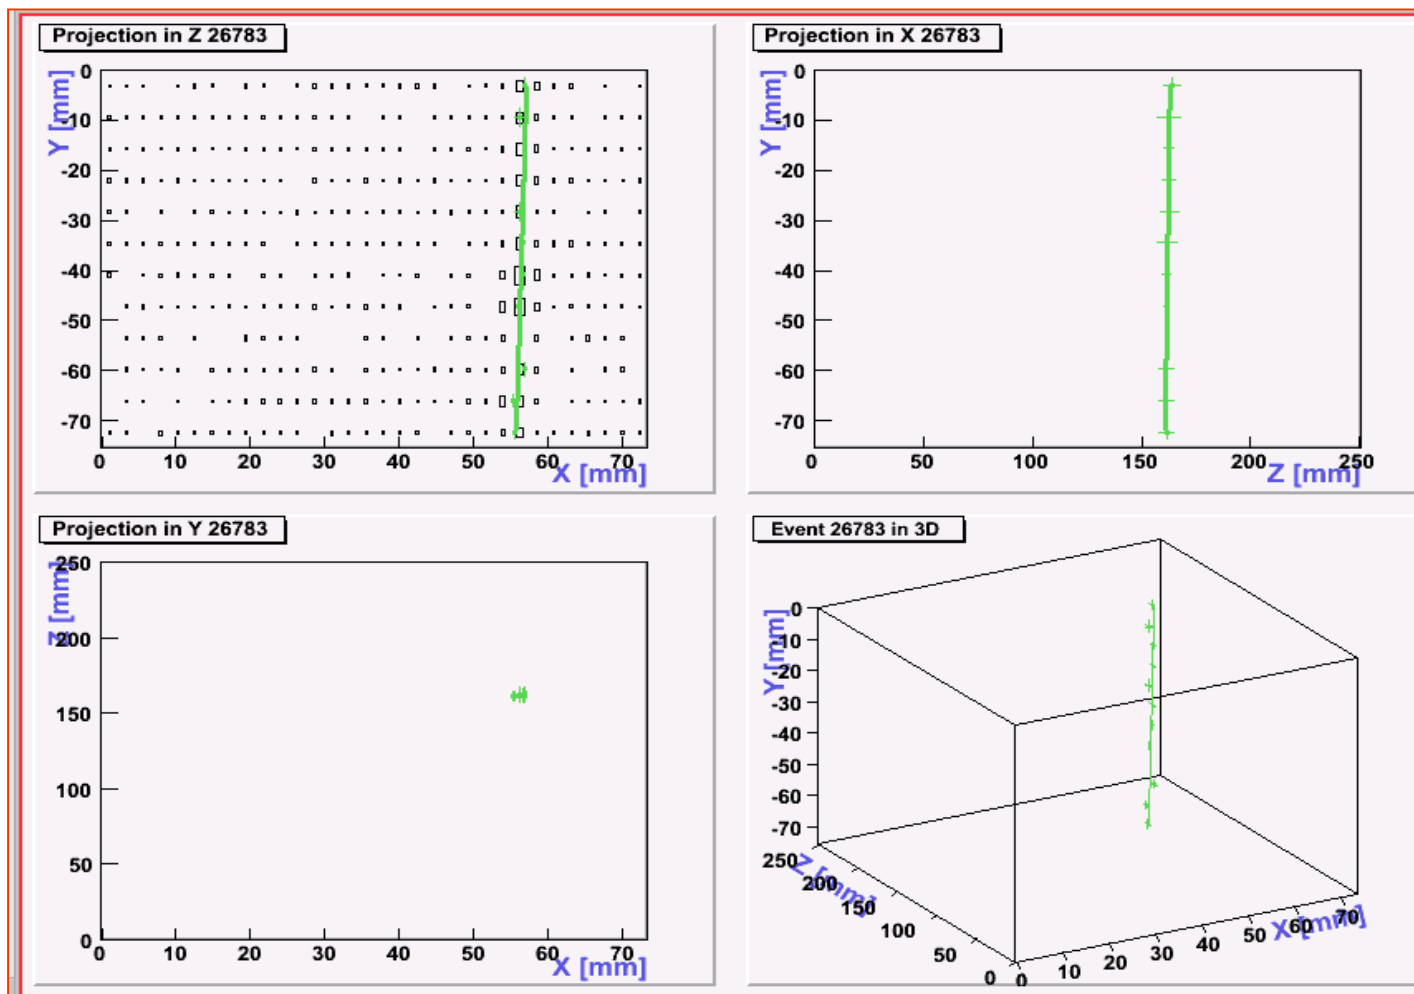 Projection in Z 26783
Y [mm]
0
-10
-20
-30
-40
-50
-60
-70
0 10 20 30 40 50 60 70
X [mm]
Projection in X 26783
Y [mm]
0
-10
-20
-30
-40
-50
-60
-70
0 50 100 150 200 250
Z [mm]
Projection in Y 26783
Z [mm]
250
200
150
100
50
0
0 10 20 30 40 50 60 70
X [mm]
Event 26783 in 3D
Y [mm]
0
-10
-20
-30
-40
-50
-60
-70
250 200 150 100 50 0
Z [mm]
0 10 20 30 40 50 60 70
X [mm]